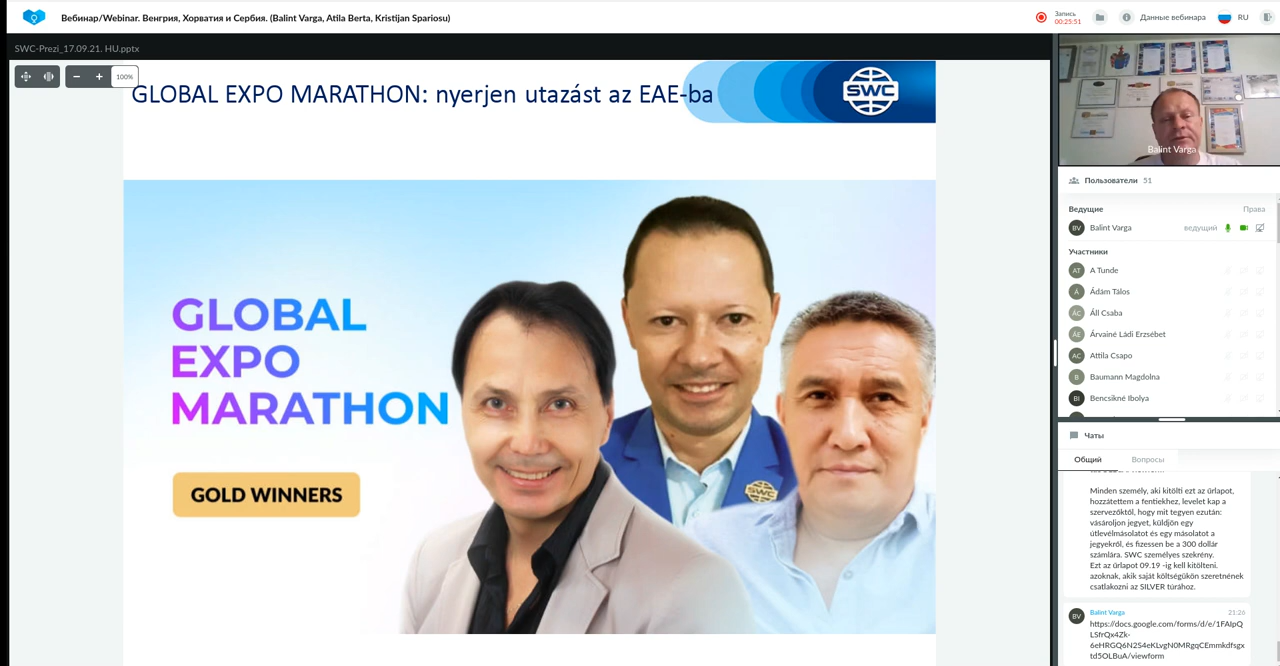 Вебинар/Webinar. Венгрия, Хорватия и Сербия. (Balint Varga, Atila Berta, Kristijan Spariosu)
Запись
00:25:51
Данные вебинара
RU
SWC-Prezi_17.09.21. HU.pptx
100%
GLOBAL EXPO MARATHON: nyerjen utazást az EAE-ba
SWC
GLOBAL
EXPO
MARATHON
GOLD WINNERS
SWC
Balint Varga
Пользователи 51
Ведущие Права
BV Balint Varga ведущий
Участники
AT A Tunde
Á Ádám Tálos
ÁC Áll Csaba
ÁE Árvainé Ládi Erzsébet
AC Attila Csapo
B Baumann Magdolna
BI Bencsikné Ibolya
Чаты
Общий Вопросы
Minden személy, aki kitölti ezt az űrlapot,
hozzátettem a fentiekhez, levelet kap a
szervezőktől, hogy mit tegyen ezután:
vásároljon jegyet, küldjön egy
útlevélmásolatot és egy másolatot a
jegyekről, és fizessen be a 300 dollár
számlára. SWC személyes szekrény.
Ezt az űrlapot 09.19 -ig kell kitölteni.
azoknak, akik saját költségükön szeretnének
csatlakozni az SILVER túrához.
BV Balint Varga 21:26
https://docs.google.com/forms/d/e/1FAIpQ
LSfrQx4Zk-
6eHRGQ6N2S4eKLvgN0MRgqCEmmkdfsgx
td5OLBuA/viewform